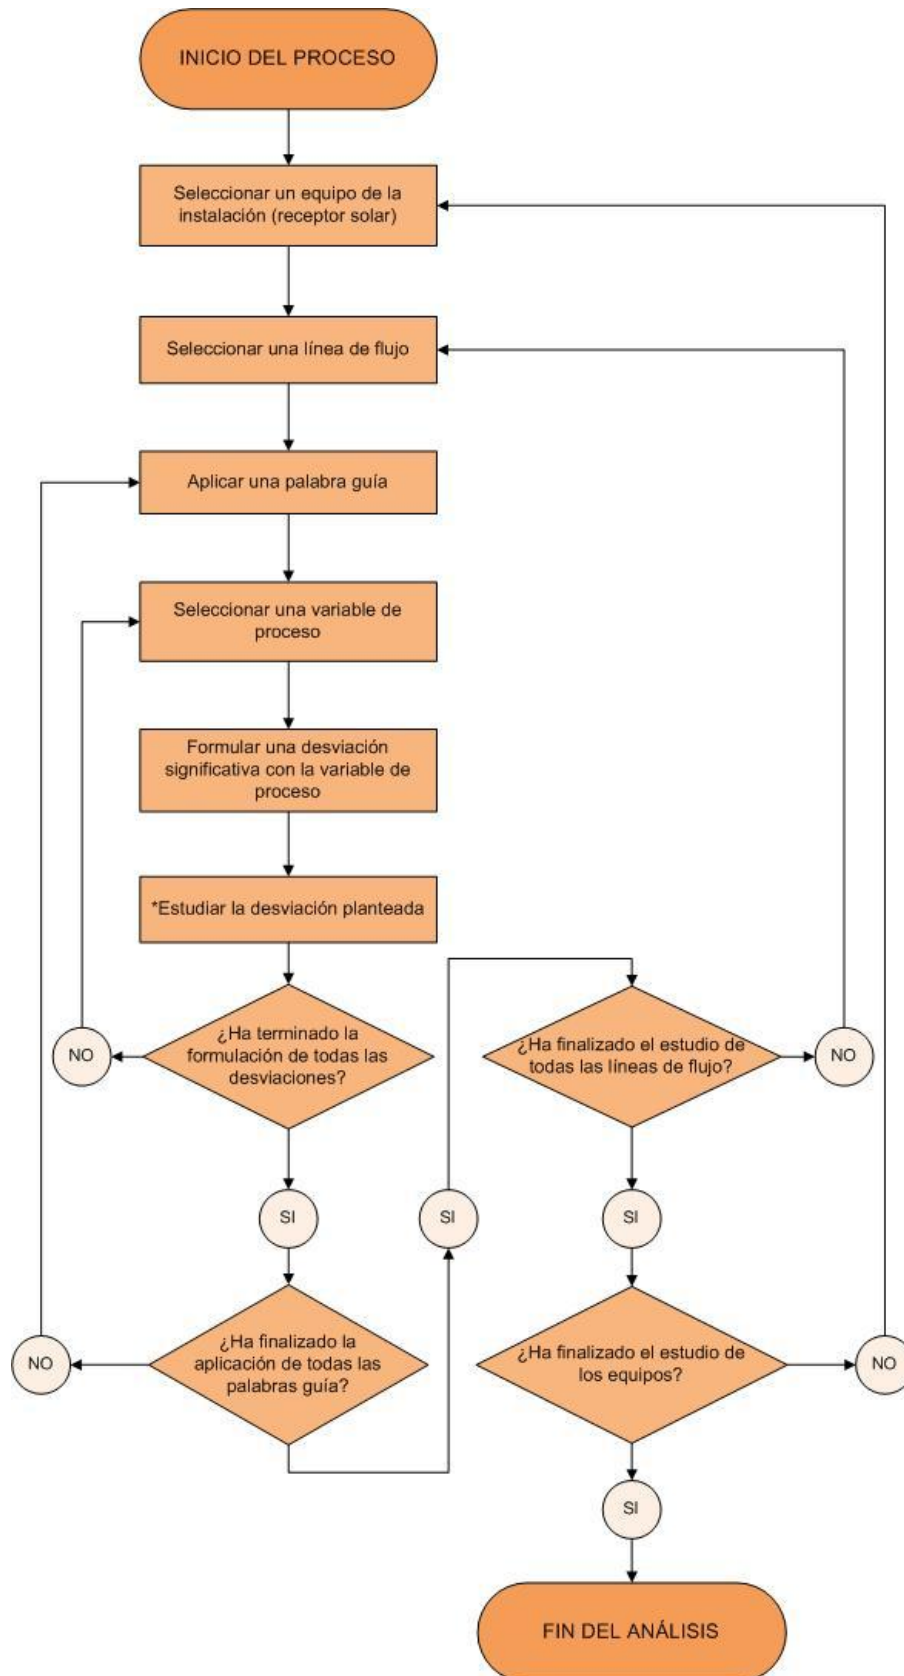 INICIO DEL PROCESO
Seleccionar un equipo de la
instalación (receptor solar)
Seleccionar una línea de flujo
Aplicar una palabra guía
Seleccionar una variable de
proceso
Formular una desviación
significativa con la variable de
proceso
*Estudiar la desviación planteada
¿Ha terminado la
formulación de todas las
desviaciones?
NO
SI
¿Ha finalizado la
aplicación de todas las
palabras guía?
NO
SI
¿Ha finalizado el estudio de
todas las líneas de flujo?
NO
SI
¿Ha finalizado el estudio de
los equipos?
NO
SI
FIN DEL ANÁLISIS